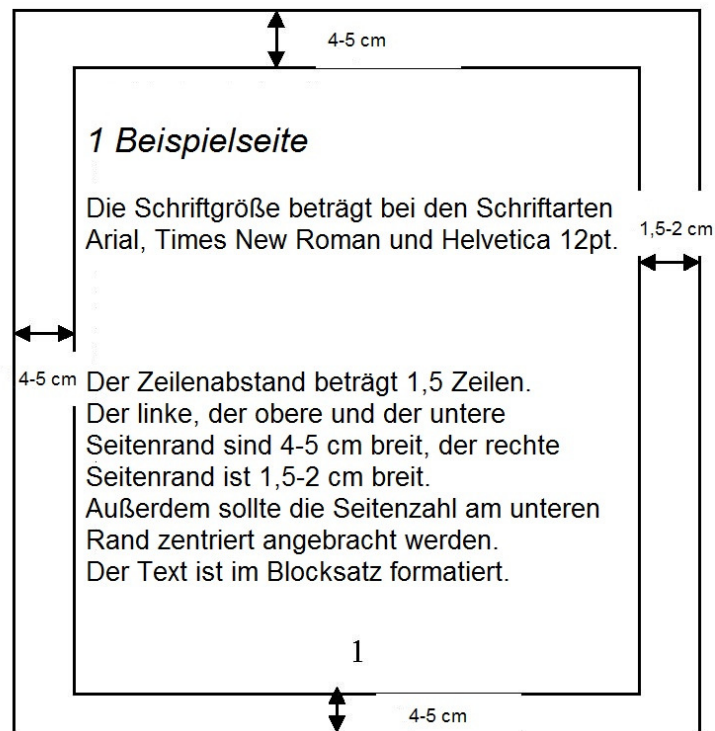 4-5 cm
1 Beispielseite
Die Schriftgröße beträgt bei den Schriftarten
Arial, Times New Roman und Helvetica 12pt.
1,5-2 cm
4-5 cm
Der Zeilenabstand beträgt 1,5 Zeilen.
Der linke, der obere und der untere
Seitenrand sind 4-5 cm breit, der rechte
Seitenrand ist 1,5-2 cm breit.
Außerdem sollte die Seitenzahl am unteren
Rand zentriert angebracht werden.
Der Text ist im Blocksatz formatiert.
1
4-5 cm